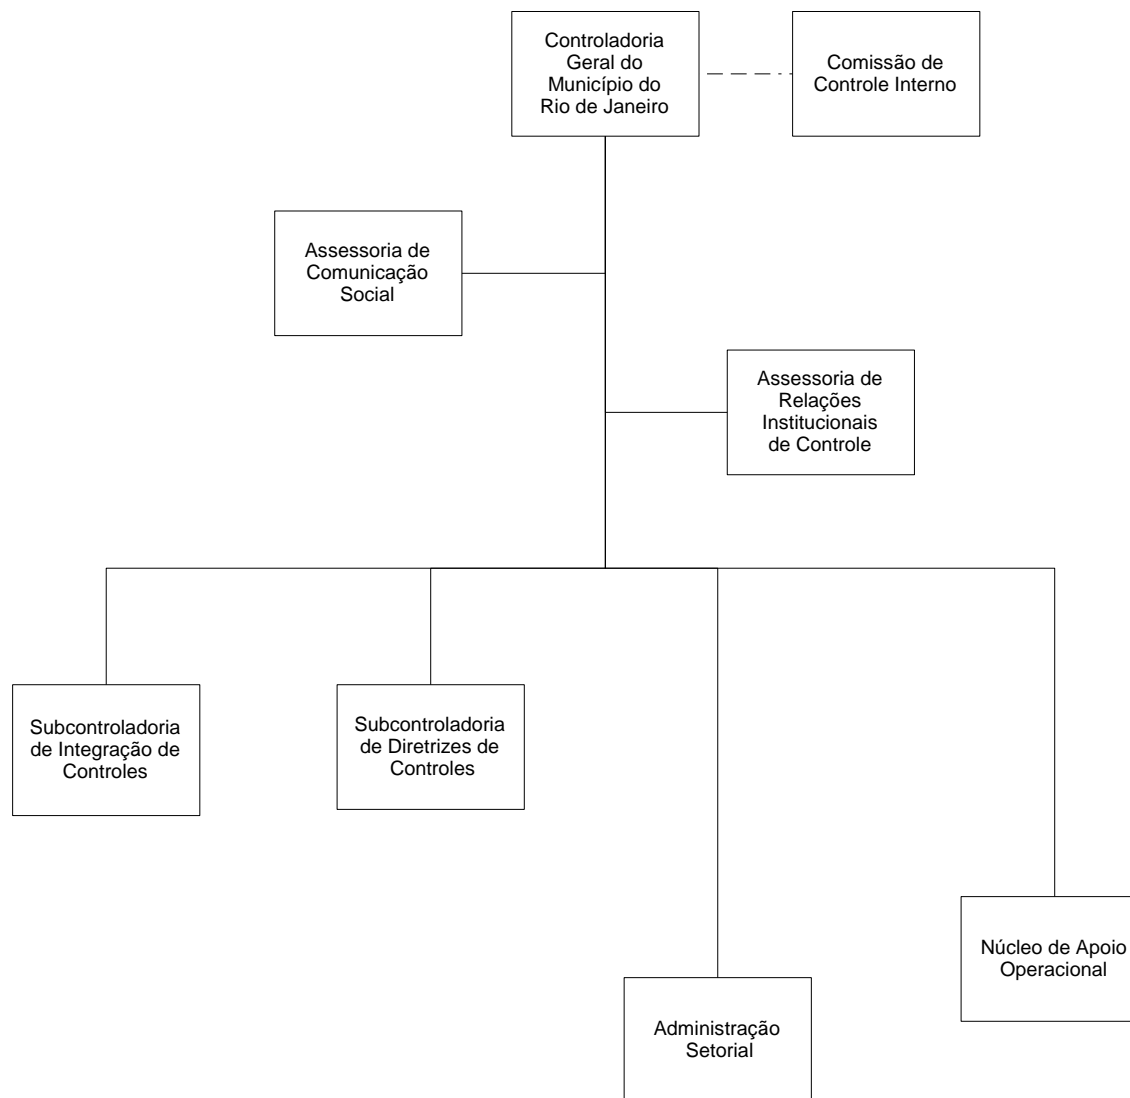 Controladoria
Geral do
Município do
Rio de Janeiro
Comissão de
Controle Interno
Assessoria de
Comunicação
Social
Assessoria de
Relações
Institucionais
de Controle
Subcontroladoria
de Integração de
Controles
Subcontroladoria
de Diretrizes de
Controles
Núcleo de Apoio
Operacional
Administração
Setorial